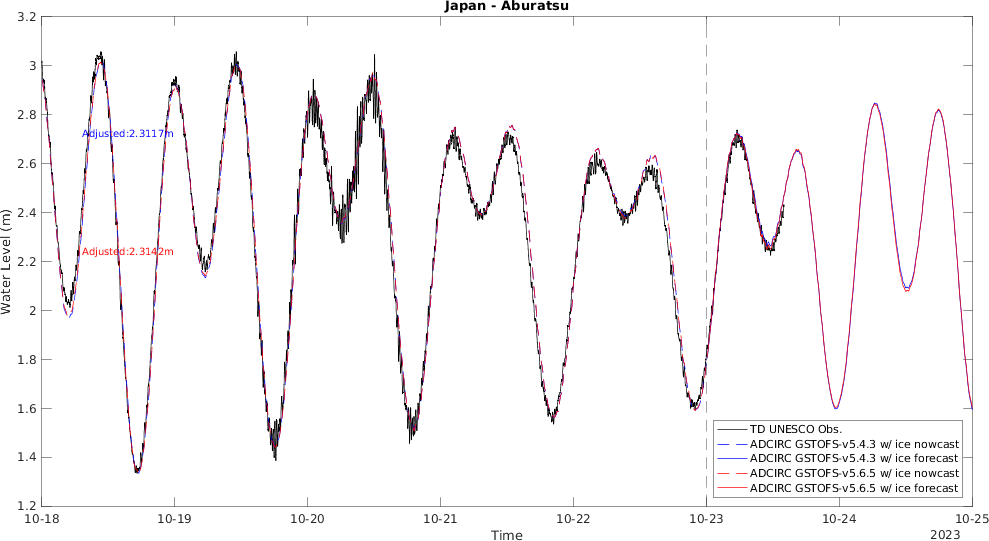 Japan - Aburatsu
3.2
3
2.8
2.6
2.4
2.2
2
1.8
1.6
1.4
1.2
Water Level (m)
Adjusted:2.3117m
Adjusted:2.3142m
TD UNESCO Obs.
ADCIRC GSTOFS-v5.4.3 w/ ice nowcast
ADCIRC GSTOFS-v5.4.3 w/ ice forecast
ADCIRC GSTOFS-v5.6.5 w/ ice nowcast
ADCIRC GSTOFS-v5.6.5 w/ ice forecast
10-18 10-19 10-20 10-21 10-22 10-23 10-24 10-25
Time
2023